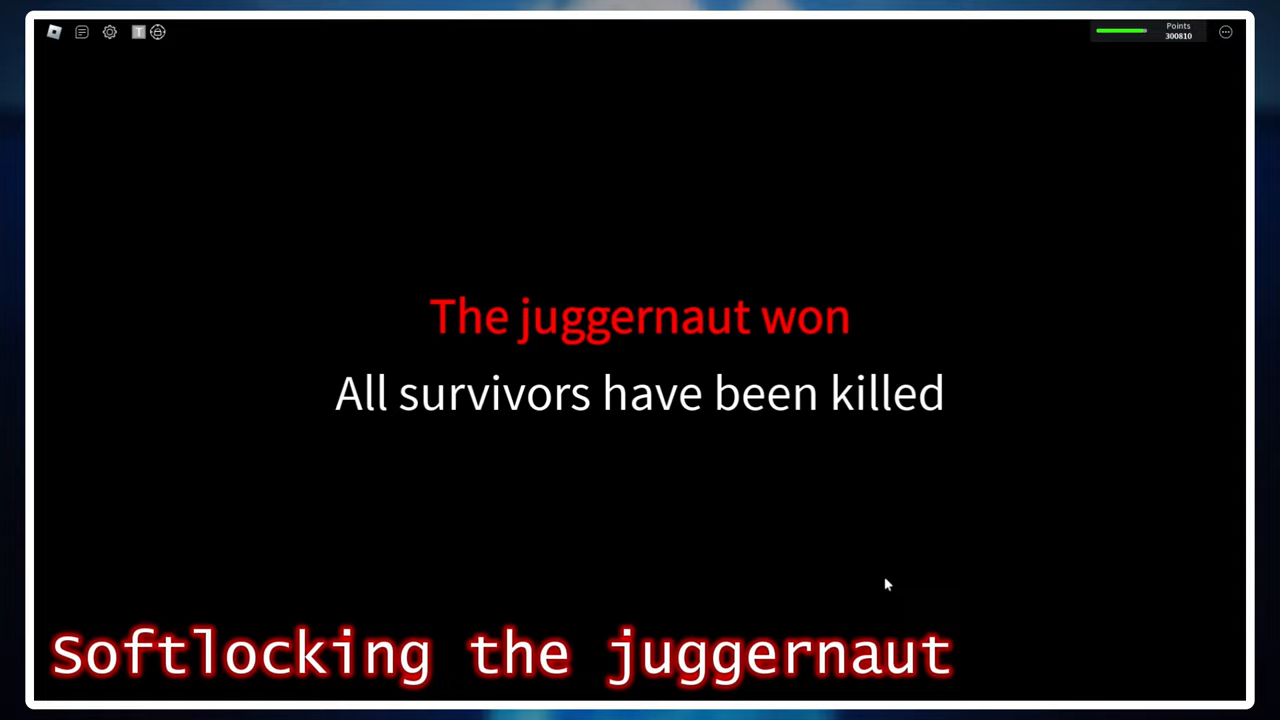 T
Points
300810
The juggernaut won
All survivors have been killed
Softlocking the juggernaut